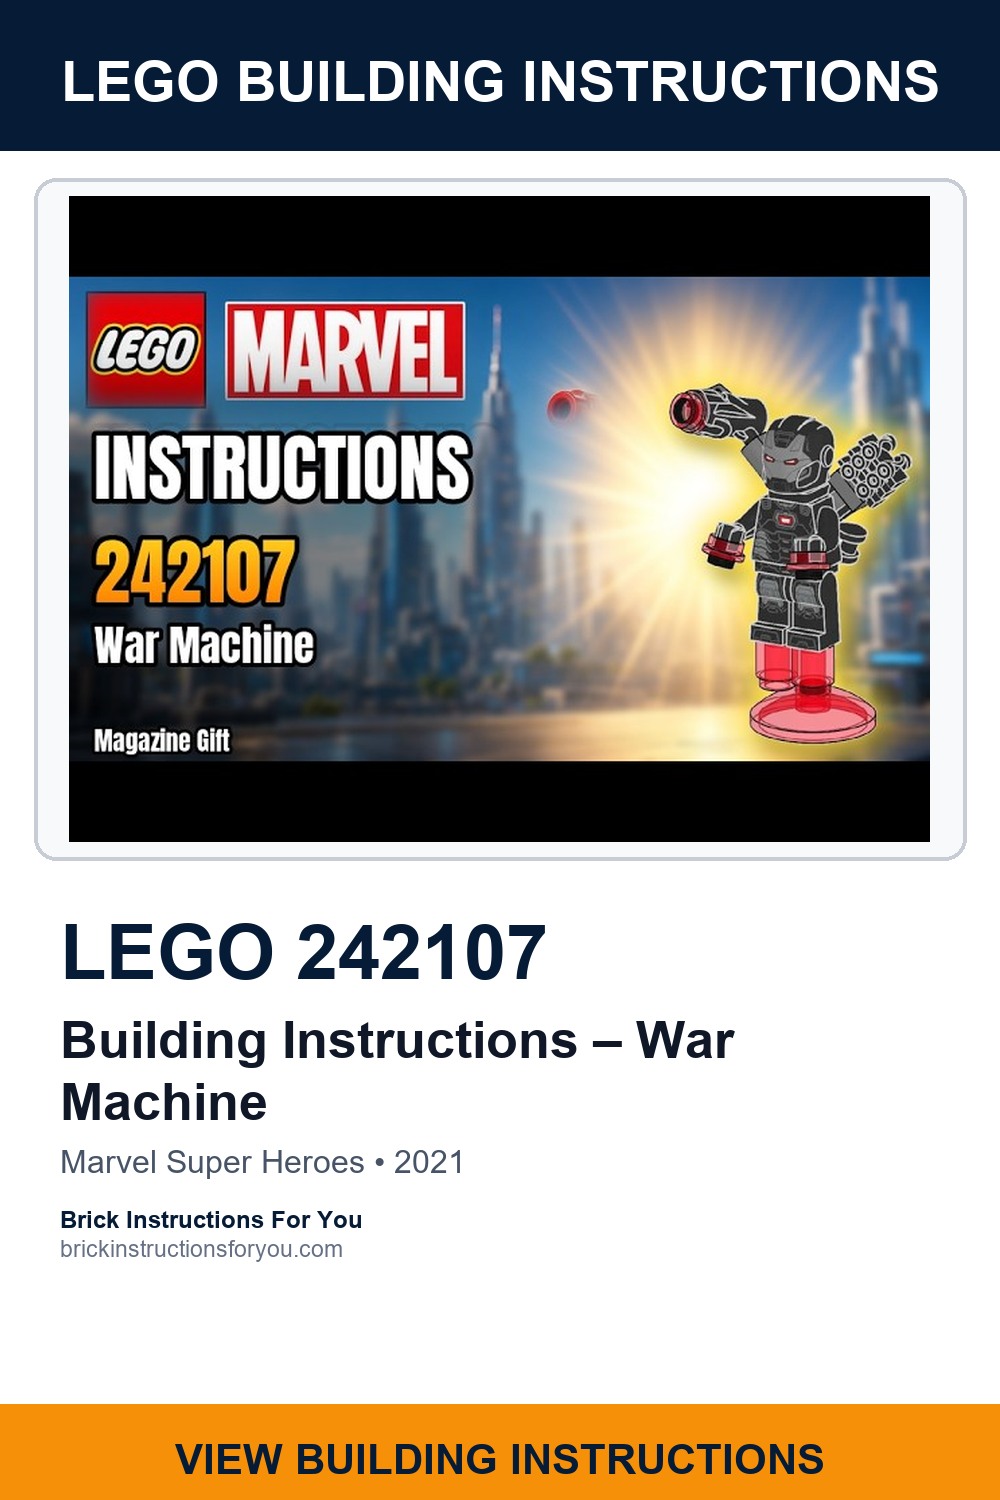 LEGO BUILDING INSTRUCTIONS
LEGO MARVEL
INSTRUCTIONS
242107
War Machine
Magazine Gift
LEGO 242107
Building Instructions – War
Machine
Marvel Super Heroes • 2021
Brick Instructions For You
brickinstructionsforyou.com
VIEW BUILDING INSTRUCTIONS